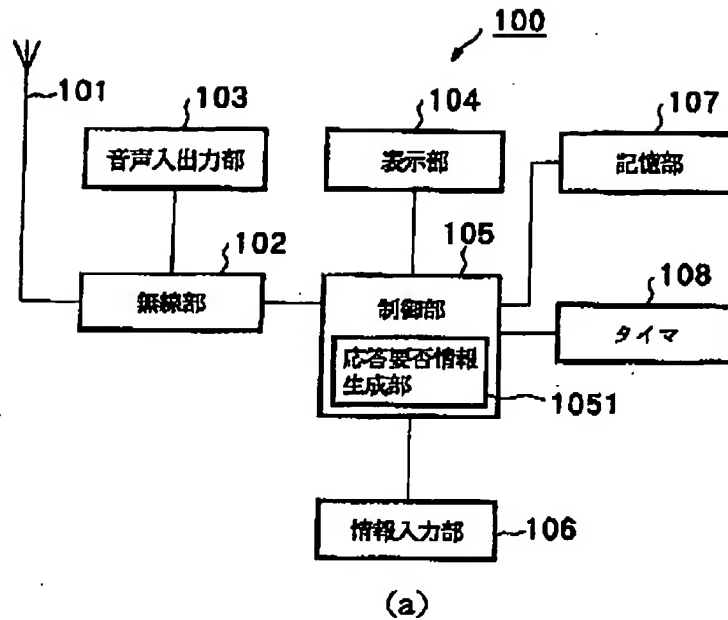 100
101
103
104
107
音声入出力部
表示部
記憶部
102
105
108
無線部
制御部
タイマ
応答要否情報
生成部
1051
情報入力部
106
(a)